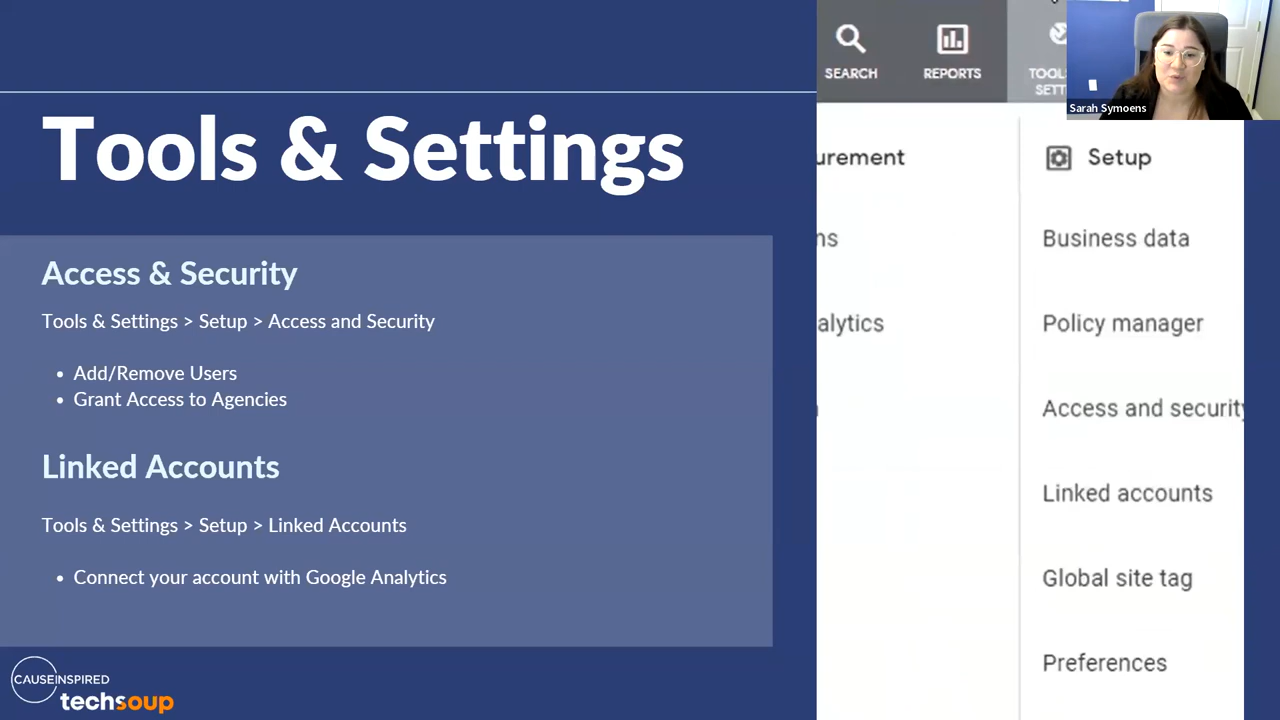 Tools & Settings
Access & Security
Tools & Settings > Setup > Access and Security
• Add/Remove Users
• Grant Access to Agencies
Linked Accounts
Tools & Settings > Setup > Linked Accounts
• Connect your account with Google Analytics
CAUSEINSPIRED
techsoup
SEARCH
REPORTS
Sarah Symoens
urement
Setup
ns
Business data
alytics
Policy manager
Access and security
Linked accounts
Global site tag
Preferences